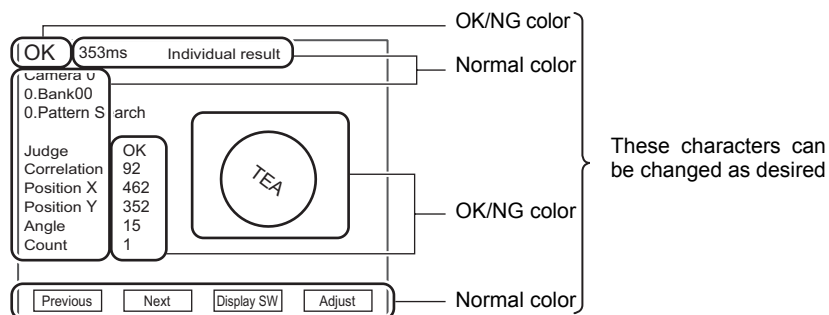 OK/NG color
OK 353ms Individual result
Normal color
Camera 0
0.Bank00
0.Pattern Search
Judge OK
Correlation 92
Position X 462
Position Y 352
Angle 15
Count 1
TEA
OK/NG color
Previous Next Display SW Adjust
Normal color
These characters can
be changed as desired